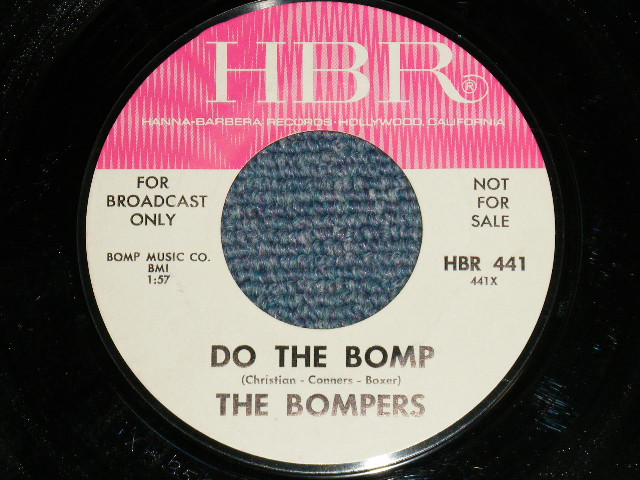 HBR®
HANNA-BARBERA RECORDS·HOLLYWOOD, CALIFORNIA
FOR
BROADCAST
ONLY
NOT
FOR
SALE
BOMP MUSIC CO.
BMI
1:57
HBR 441
441X
DO THE BOMP
(Christian - Conners - Boxer)
THE BOMPERS